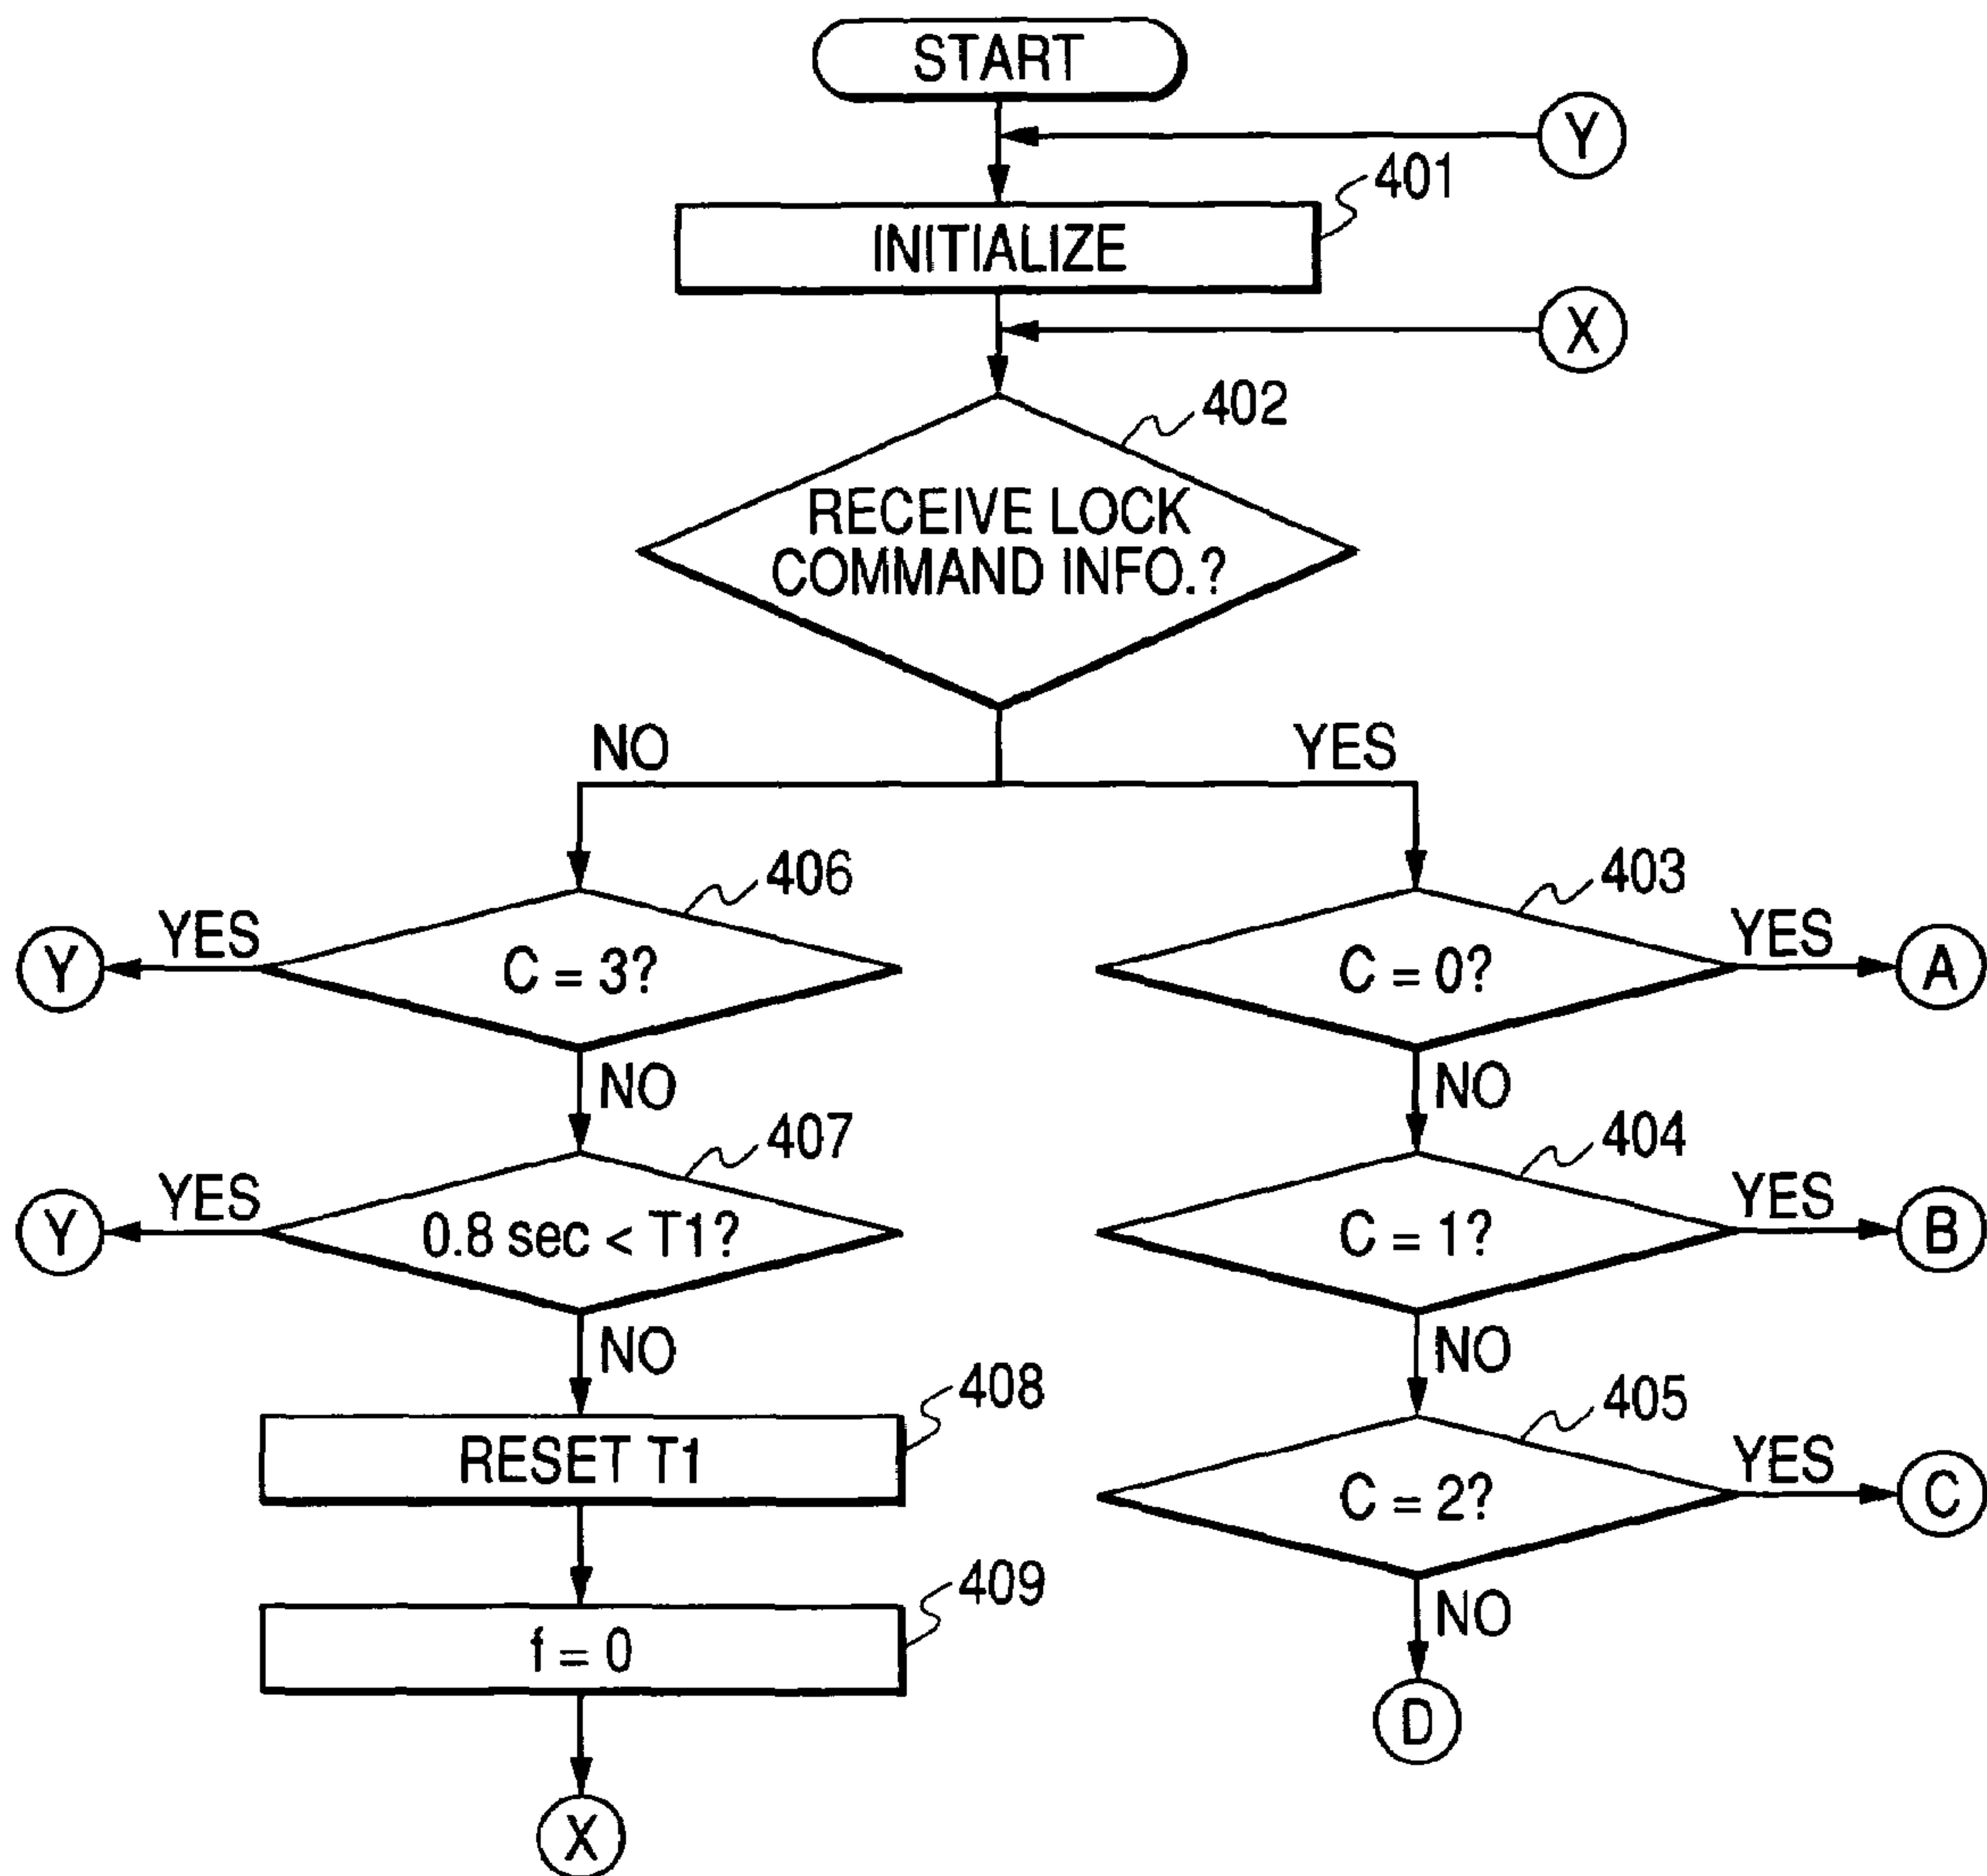 START
Y
401
INITIALIZE
X
402
RECEIVE LOCK
COMMAND INFO.?
NO
YES
406
403
YES
YES
Y
C = 3?
C = 0?
A
NO
NO
407
404
YES
YES
Y
0.8 sec < T1?
C = 1?
B
NO
NO
408
405
RESET T1
YES
C = 2?
C
409
NO
f = 0
D
X